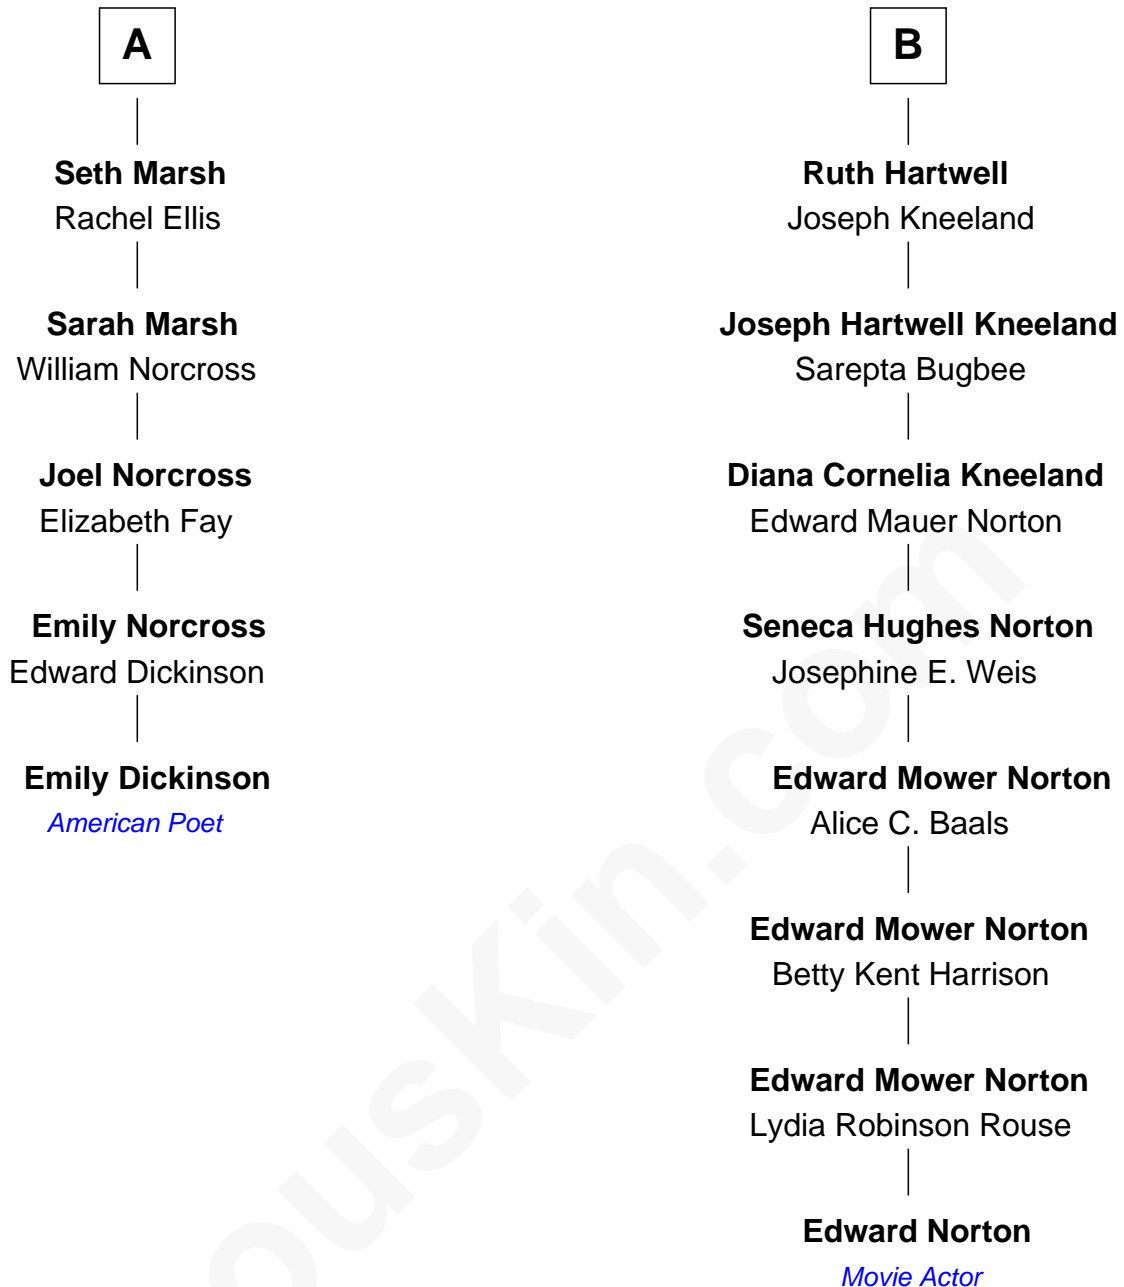 A
Seth Marsh
Rachel Ellis
Sarah Marsh
William Norcross
Joel Norcross
Elizabeth Fay
Emily Norcross
Edward Dickinson
Emily Dickinson
American Poet
B
Ruth Hartwell
Joseph Kneeland
Joseph Hartwell Kneeland
Sarepta Bugbee
Diana Cornelia Kneeland
Edward Mauer Norton
Seneca Hughes Norton
Josephine E. Weis
Edward Mower Norton
Alice C. Baals
Edward Mower Norton
Betty Kent Harrison
Edward Mower Norton
Lydia Robinson Rouse
Edward Norton
Movie Actor
ousKin.com